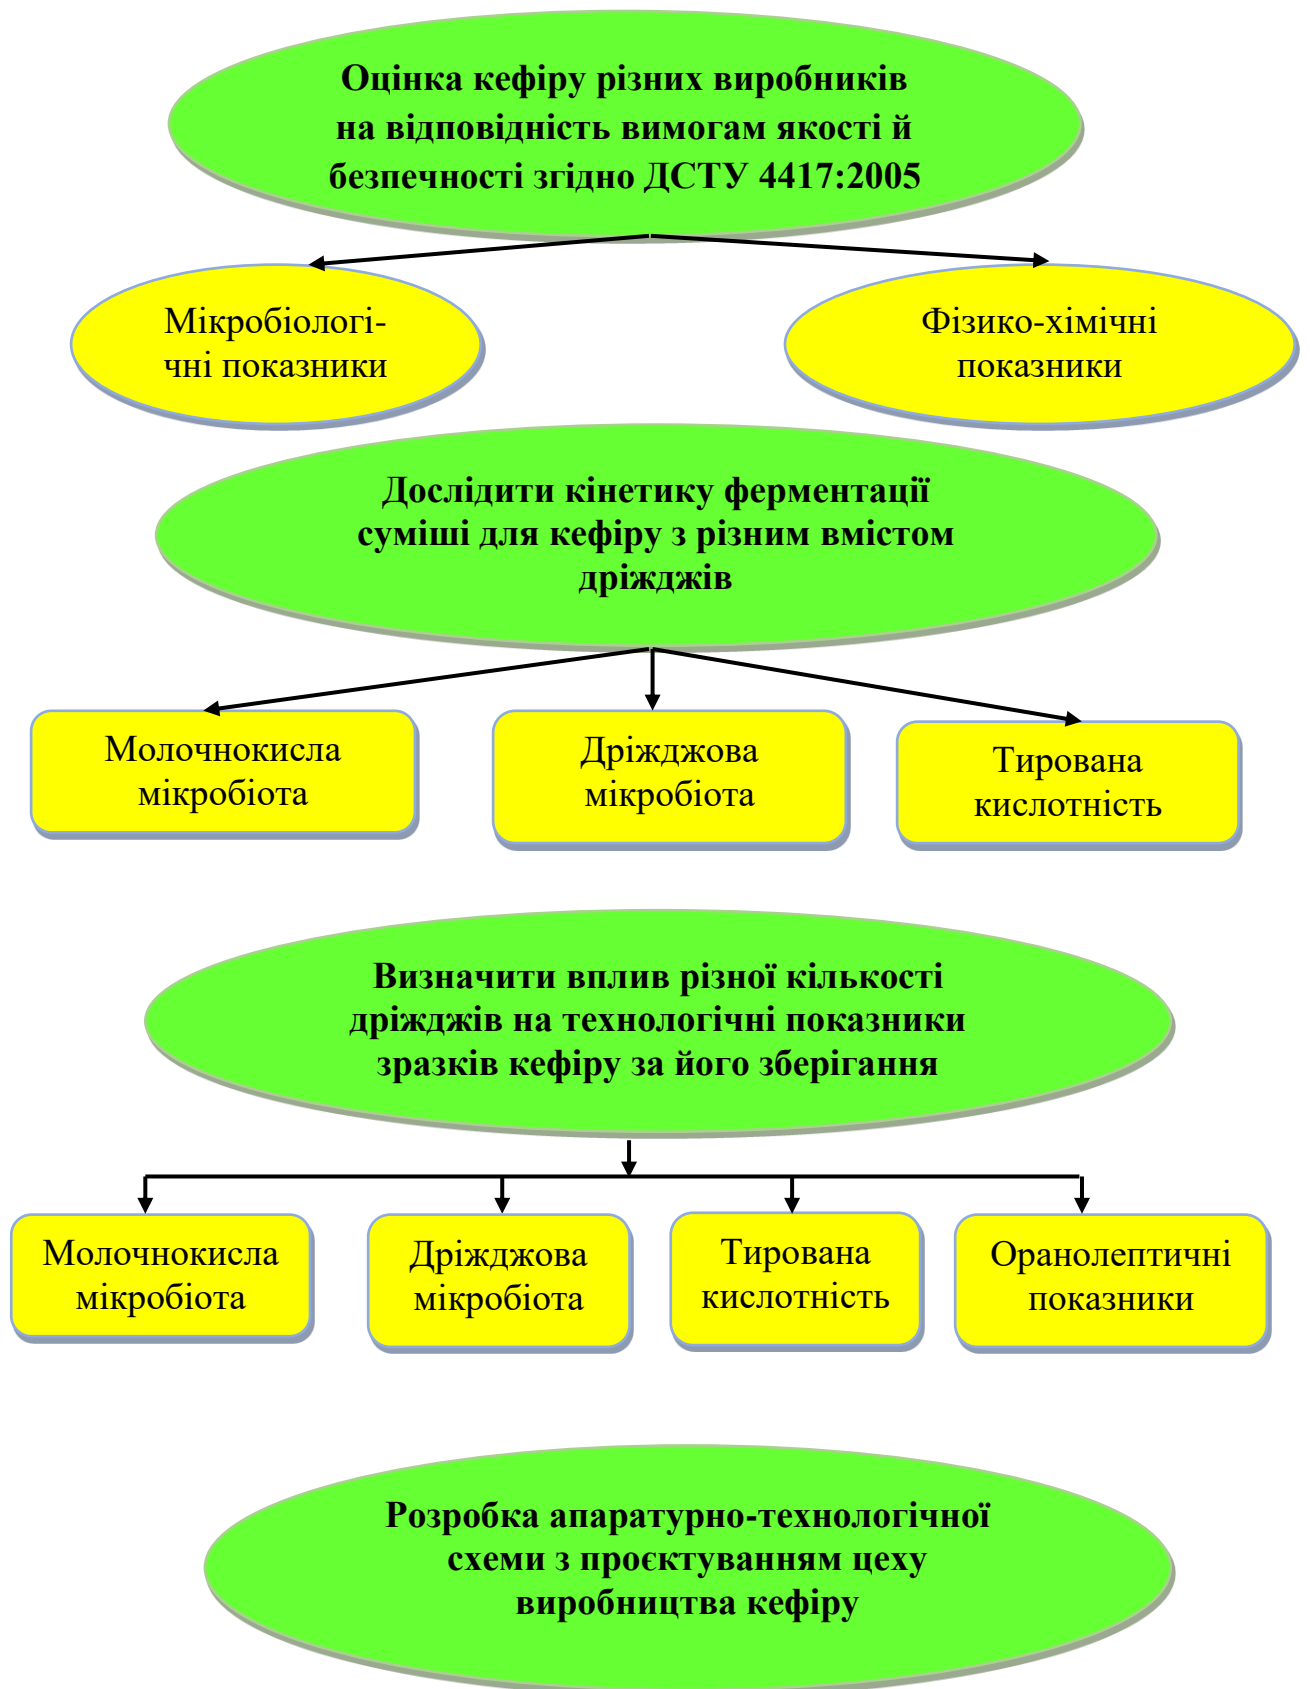 Оцінка кефіру різних виробників
на відповідність вимогам якості й
безпечності згідно ДСТУ 4417:2005
Мікробіологі-
чні показники
Фізико-хімічні
показники
Дослідити кінетику ферментації
суміші для кефіру з різним вмістом
дріжджів
Молочнокисла
мікробіота
Дріжджова
мікробіота
Тирована
кислотність
Визначити вплив різної кількості
дріжджів на технологічні показники
зразків кефіру за його зберігання
Молочнокисла
мікробіота
Дріжджова
мікробіота
Тирована
кислотність
Оранолептичні
показники
Розробка апаратурно-технологічної
схеми з проєктуванням цеху
виробництва кефіру